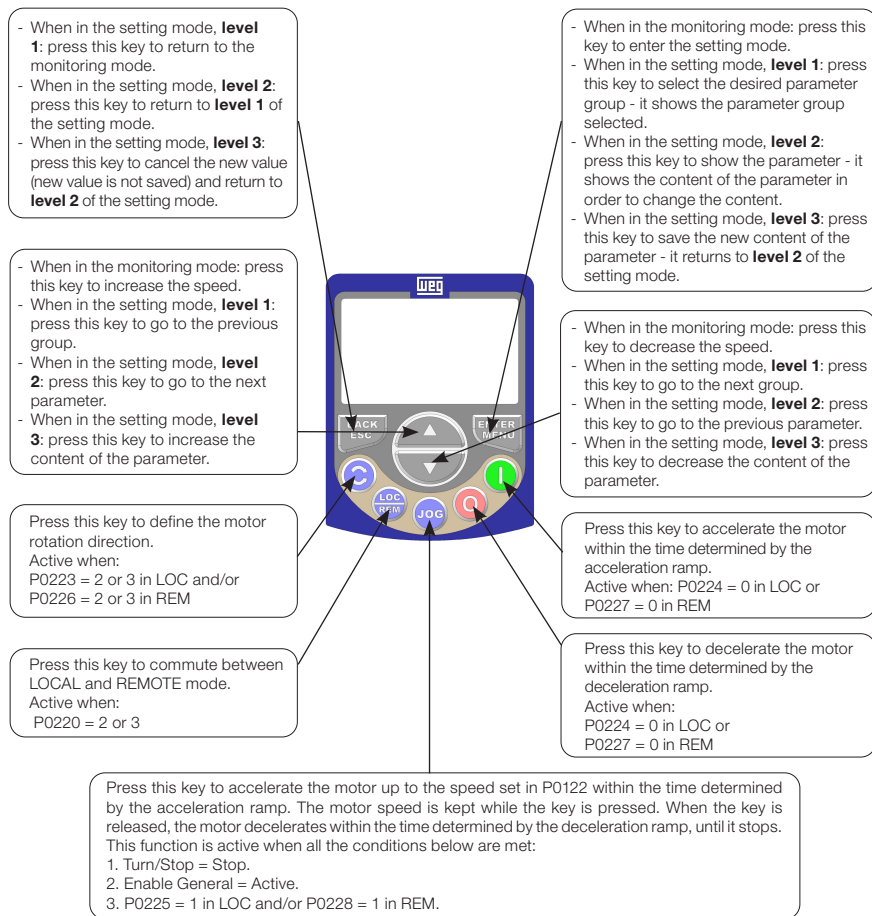 - When in the setting mode, level
1: press this key to return to the
monitoring mode.
- When in the setting mode, level 2:
press this key to return to level 1 of
the setting mode.
- When in the setting mode, level 3:
press this key to cancel the new value
(new value is not saved) and return to
level 2 of the setting mode.
- When in the monitoring mode: press this
key to enter the setting mode.
- When in the setting mode, level 1: press
this key to select the desired parameter
group - it shows the parameter group
selected.
- When in the setting mode, level 2:
press this key to show the parameter - it
shows the content of the parameter in
order to change the content.
- When in the setting mode, level 3: press
this key to save the new content of the
parameter - it returns to level 2 of the
setting mode.
- When in the monitoring mode: press
this key to increase the speed.
- When in the setting mode, level 1:
press this key to go to the previous
group.
- When in the setting mode, level
2: press this key to go to the next
parameter.
- When in the setting mode, level
3: press this key to increase the
content of the parameter.
weg
BACK
ESC
ENTER
MENU
LOC
REM
JOG
- When in the monitoring mode: press this
key to decrease the speed.
- When in the setting mode, level 1: press
this key to go to the next group.
- When in the setting mode, level 2: press
this key to go to the previous parameter.
- When in the setting mode, level 3: press
this key to decrease the content of the
parameter.
Press this key to define the motor
rotation direction.
Active when:
P0223 = 2 or 3 in LOC and/or
P0226 = 2 or 3 in REM
Press this key to accelerate the motor
within the time determined by the
acceleration ramp.
Active when: P0224 = 0 in LOC or
P0227 = 0 in REM
Press this key to commute between
LOCAL and REMOTE mode.
Active when:
P0220 = 2 or 3
Press this key to decelerate the motor
within the time determined by the
deceleration ramp.
Active when:
P0224 = 0 in LOC or
P0227 = 0 in REM
Press this key to accelerate the motor up to the speed set in P0122 within the time determined
by the acceleration ramp. The motor speed is kept while the key is pressed. When the key is
released, the motor decelerates within the time determined by the deceleration ramp, until it stops.
This function is active when all the conditions below are met:
1. Turn/Stop = Stop.
2. Enable General = Active.
3. P0225 = 1 in LOC and/or P0228 = 1 in REM.